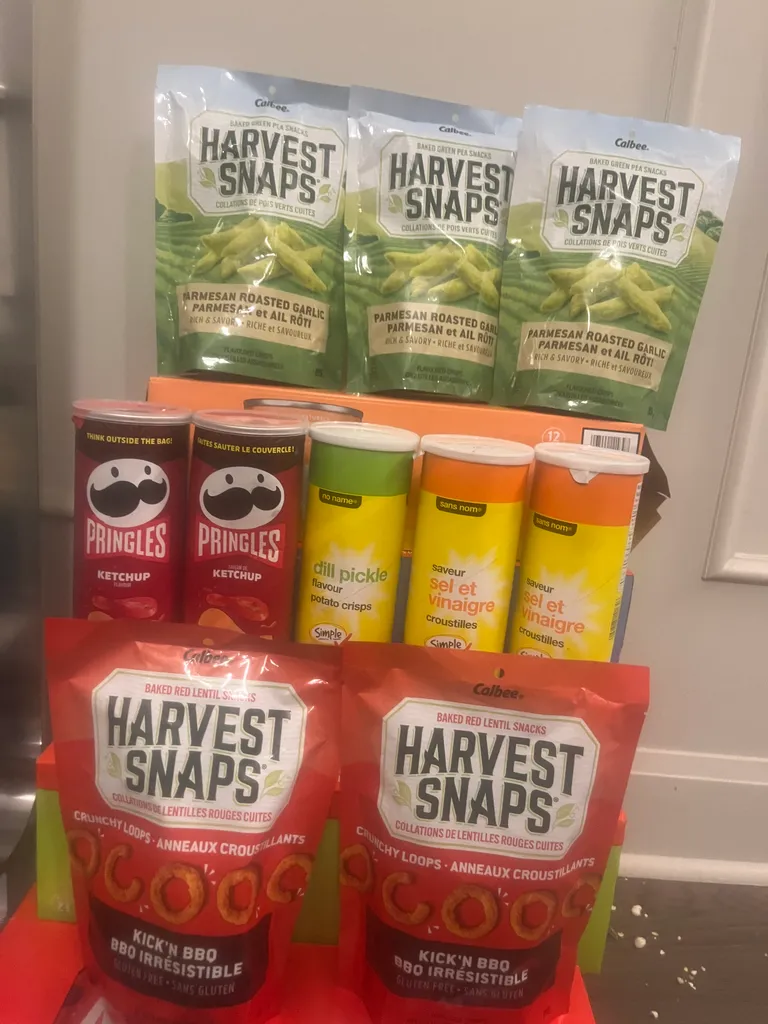 Calbee.
BAKED GREEN PEA SNACKS
HARVEST
SNAPS
COLLATIONS DE POIS VERTS CUITES
PARMESAN ROASTED GARLIC
PARMESAN et AIL RÔTI
RICH & SAVORY • RICHE et SAVOUREUX
Calbee.
BAKED GREEN PEA SNACKS
HARVEST
SNAPS
COLLATIONS DE POIS VERTS CUITES
PARMESAN ROASTED GARLIC
PARMESAN et AIL RÔTI
RICH & SAVORY • RICHE et SAVOUREUX
Calbee.
BAKED GREEN PEA SNACKS
HARVEST
SNAPS
COLLATIONS DE POIS VERTS CUITES
PARMESAN ROASTED GARLIC
PARMESAN et AIL RÔTI
RICH & SAVORY • RICHE et SAVOUREUX
12
THINK OUTSIDE THE BAG!
PRINGLES
KETCHUP
FAITES SAUTER LE COUVERCLE!
PRINGLES
KETCHUP
no name®
dill pickle
flavour
potato crisps
Simple
sans nom®
saveur
sel et
vinaigre
croustilles
Simple
sans nom®
saveur
sel et
vinaigre
croustilles
Simple
Calbee.
BAKED RED LENTIL SNACKS
HARVEST
SNAPS®
COLLATIONS DE LENTILLES ROUGES CUITES
CRUNCHY LOOPS • ANNEAUX CROUSTILLANTS
KICK'N BBQ
BBQ IRRÉSISTIBLE
GLUTEN FREE • SANS GLUTEN
Calbee.
BAKED RED LENTIL SNACKS
HARVEST
SNAPS®
COLLATIONS DE LENTILLES ROUGES CUITES
CRUNCHY LOOPS • ANNEAUX CROUSTILLANTS
KICK'N BBQ
BBQ IRRÉSISTIBLE
GLUTEN FREE • SANS GLUTEN